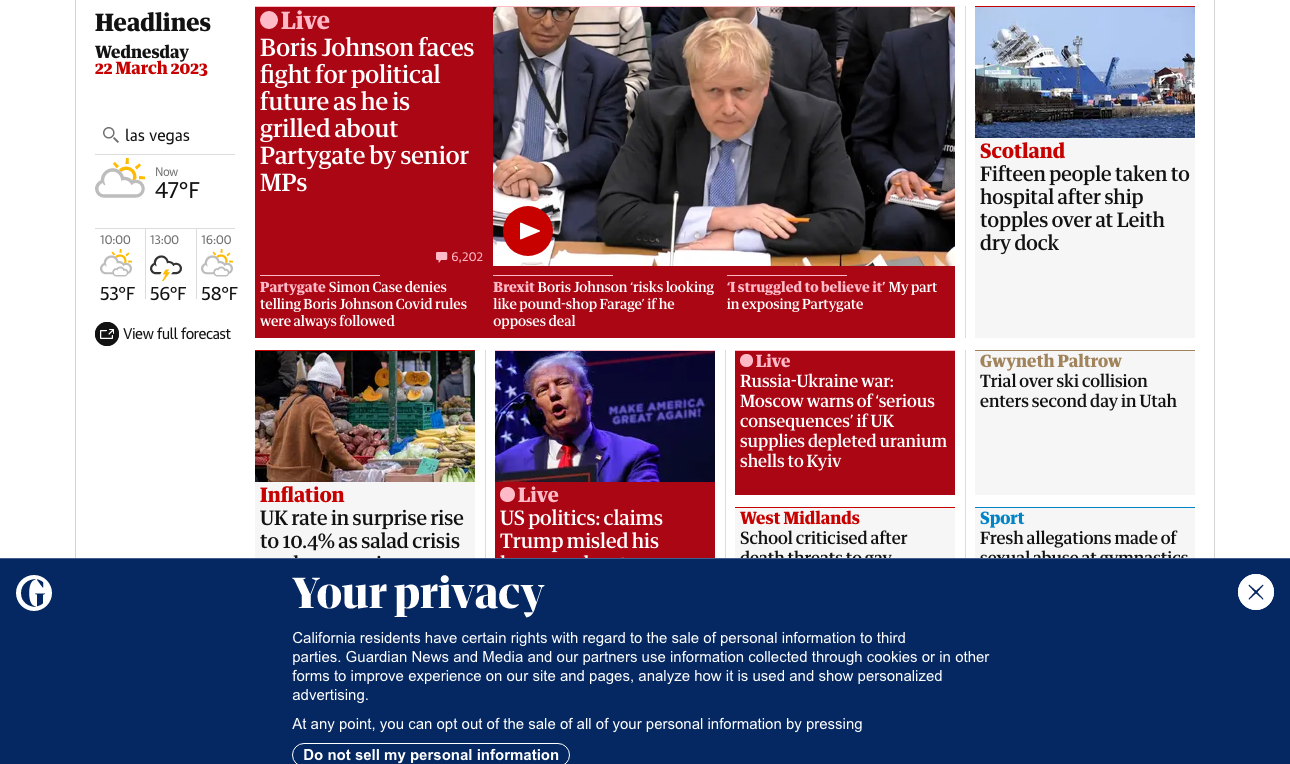 Headlines
Wednesday
22 March 2023
las vegas
Now
47°F
10:00
13:00
16:00
53°F
56°F
58°F
View full forecast
Live
Boris Johnson faces
fight for political
future as he is
grilled about
Partygate by senior
MPs
6,202
Partygate Simon Case denies
telling Boris Johnson Covid rules
were always followed
Brexit Boris Johnson ‘risks looking
like pound-shop Farage’ if he
opposes deal
‘I struggled to believe it’ My part
in exposing Partygate
Scotland
Fifteen people taken to
hospital after ship
topples over at Leith
dry dock
Inflation
UK rate in surprise rise
to 10.4% as salad crisis
MAKE AMERICA
GREAT AGAIN!
Live
US politics: claims
Trump misled his
Live
Russia-Ukraine war:
Moscow warns of ‘serious
consequences’ if UK
supplies depleted uranium
shells to Kyiv
West Midlands
School criticised after
death threats to gay
Gwyneth Paltrow
Trial over ski collision
enters second day in Utah
Sport
Fresh allegations made of
sexual abuse at gymnastics
Your privacy
California residents have certain rights with regard to the sale of personal information to third
parties. Guardian News and Media and our partners use information collected through cookies or in other
forms to improve experience on our site and pages, analyze how it is used and show personalized
advertising.
At any point, you can opt out of the sale of all of your personal information by pressing
Do not sell my personal information